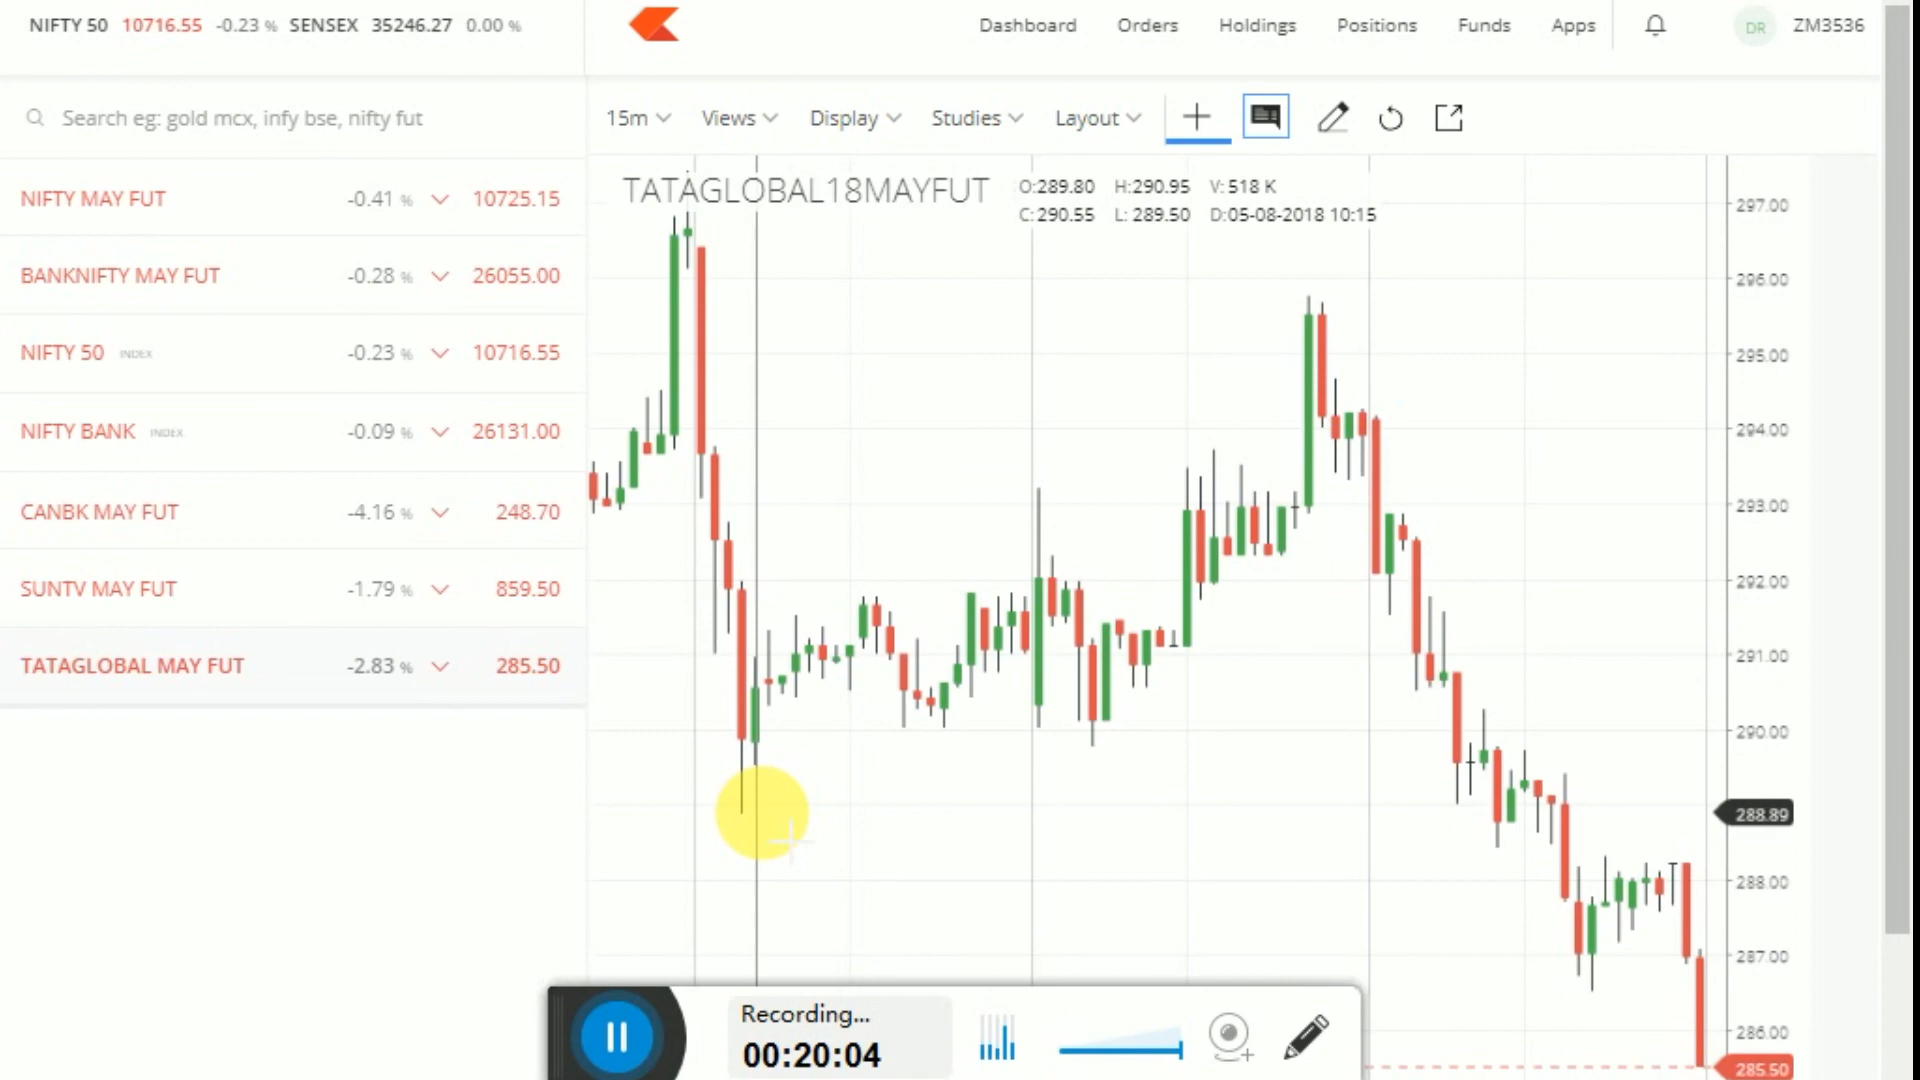 NIFTY 50 10716.55 -0.23 % SENSEX 35246.27 0.00 %
Dashboard Orders Holdings Positions Funds Apps DR ZM3536
Search eg: gold mcx, infy bse, nifty fut
15m Views Display Studies Layout
NIFTY MAY FUT -0.41 % 10725.15
BANKNIFTY MAY FUT -0.28 % 26055.00
NIFTY 50 INDEX -0.23 % 10716.55
NIFTY BANK INDEX -0.09 % 26131.00
CANBK MAY FUT -4.16 % 248.70
SUNTV MAY FUT -1.79 % 859.50
TATAGLOBAL MAY FUT -2.83 % 285.50
TATAGLOBAL18MAYFUT
O:289.80 H:290.95 V: 518 K
C:290.55 L: 289.50 D:05-08-2018 10:15
297.00
296.00
295.00
294.00
293.00
292.00
291.00
290.00
288.89
288.00
287.00
286.00
285.50
Recording...
00:20:04